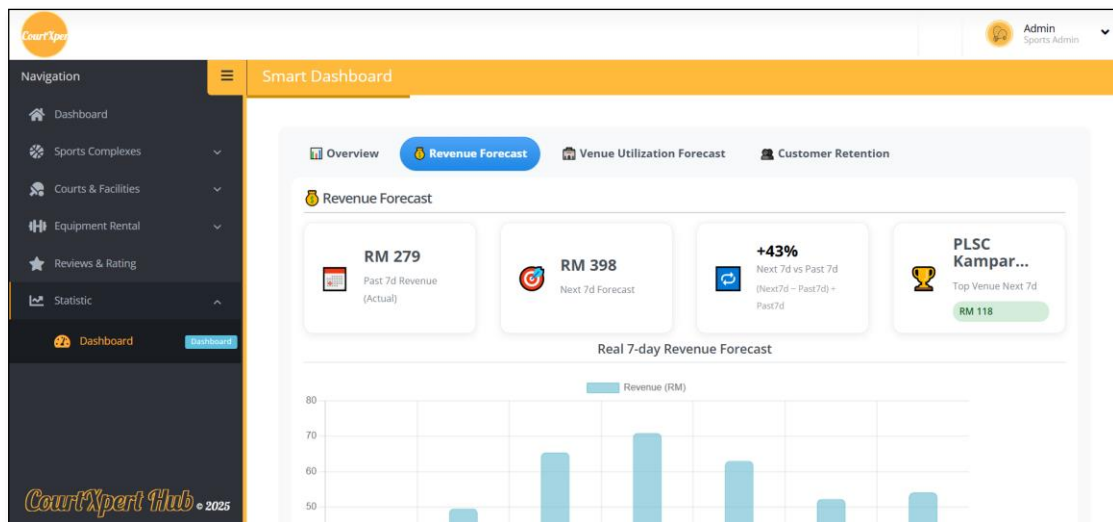 CourtXper
Admin
Sports Admin
Navigation
Smart Dashboard
Dashboard
Sports Complexes
Courts & Facilities
Equipment Rental
Reviews & Rating
Statistic
Dashboard
Dashboard
CourtXpert Hub © 2025
Overview
Revenue Forecast
Venue Utilization Forecast
Customer Retention
Revenue Forecast
RM 279
Past 7d Revenue
(Actual)
RM 398
Next 7d Forecast
+43%
Next 7d vs Past 7d
(Next7d − Past7d) ÷
Past7d
PLSC
Kampar...
Top Venue Next 7d
RM 118
Real 7-day Revenue Forecast
Revenue (RM)
80
70
60
50